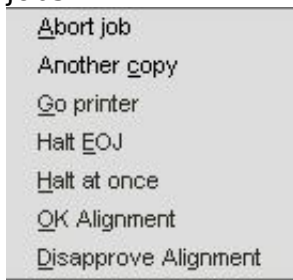 Abort job
Another copy
Go printer
Halt EOJ
Halt at once
OK Alignment
Disapprove Alignment